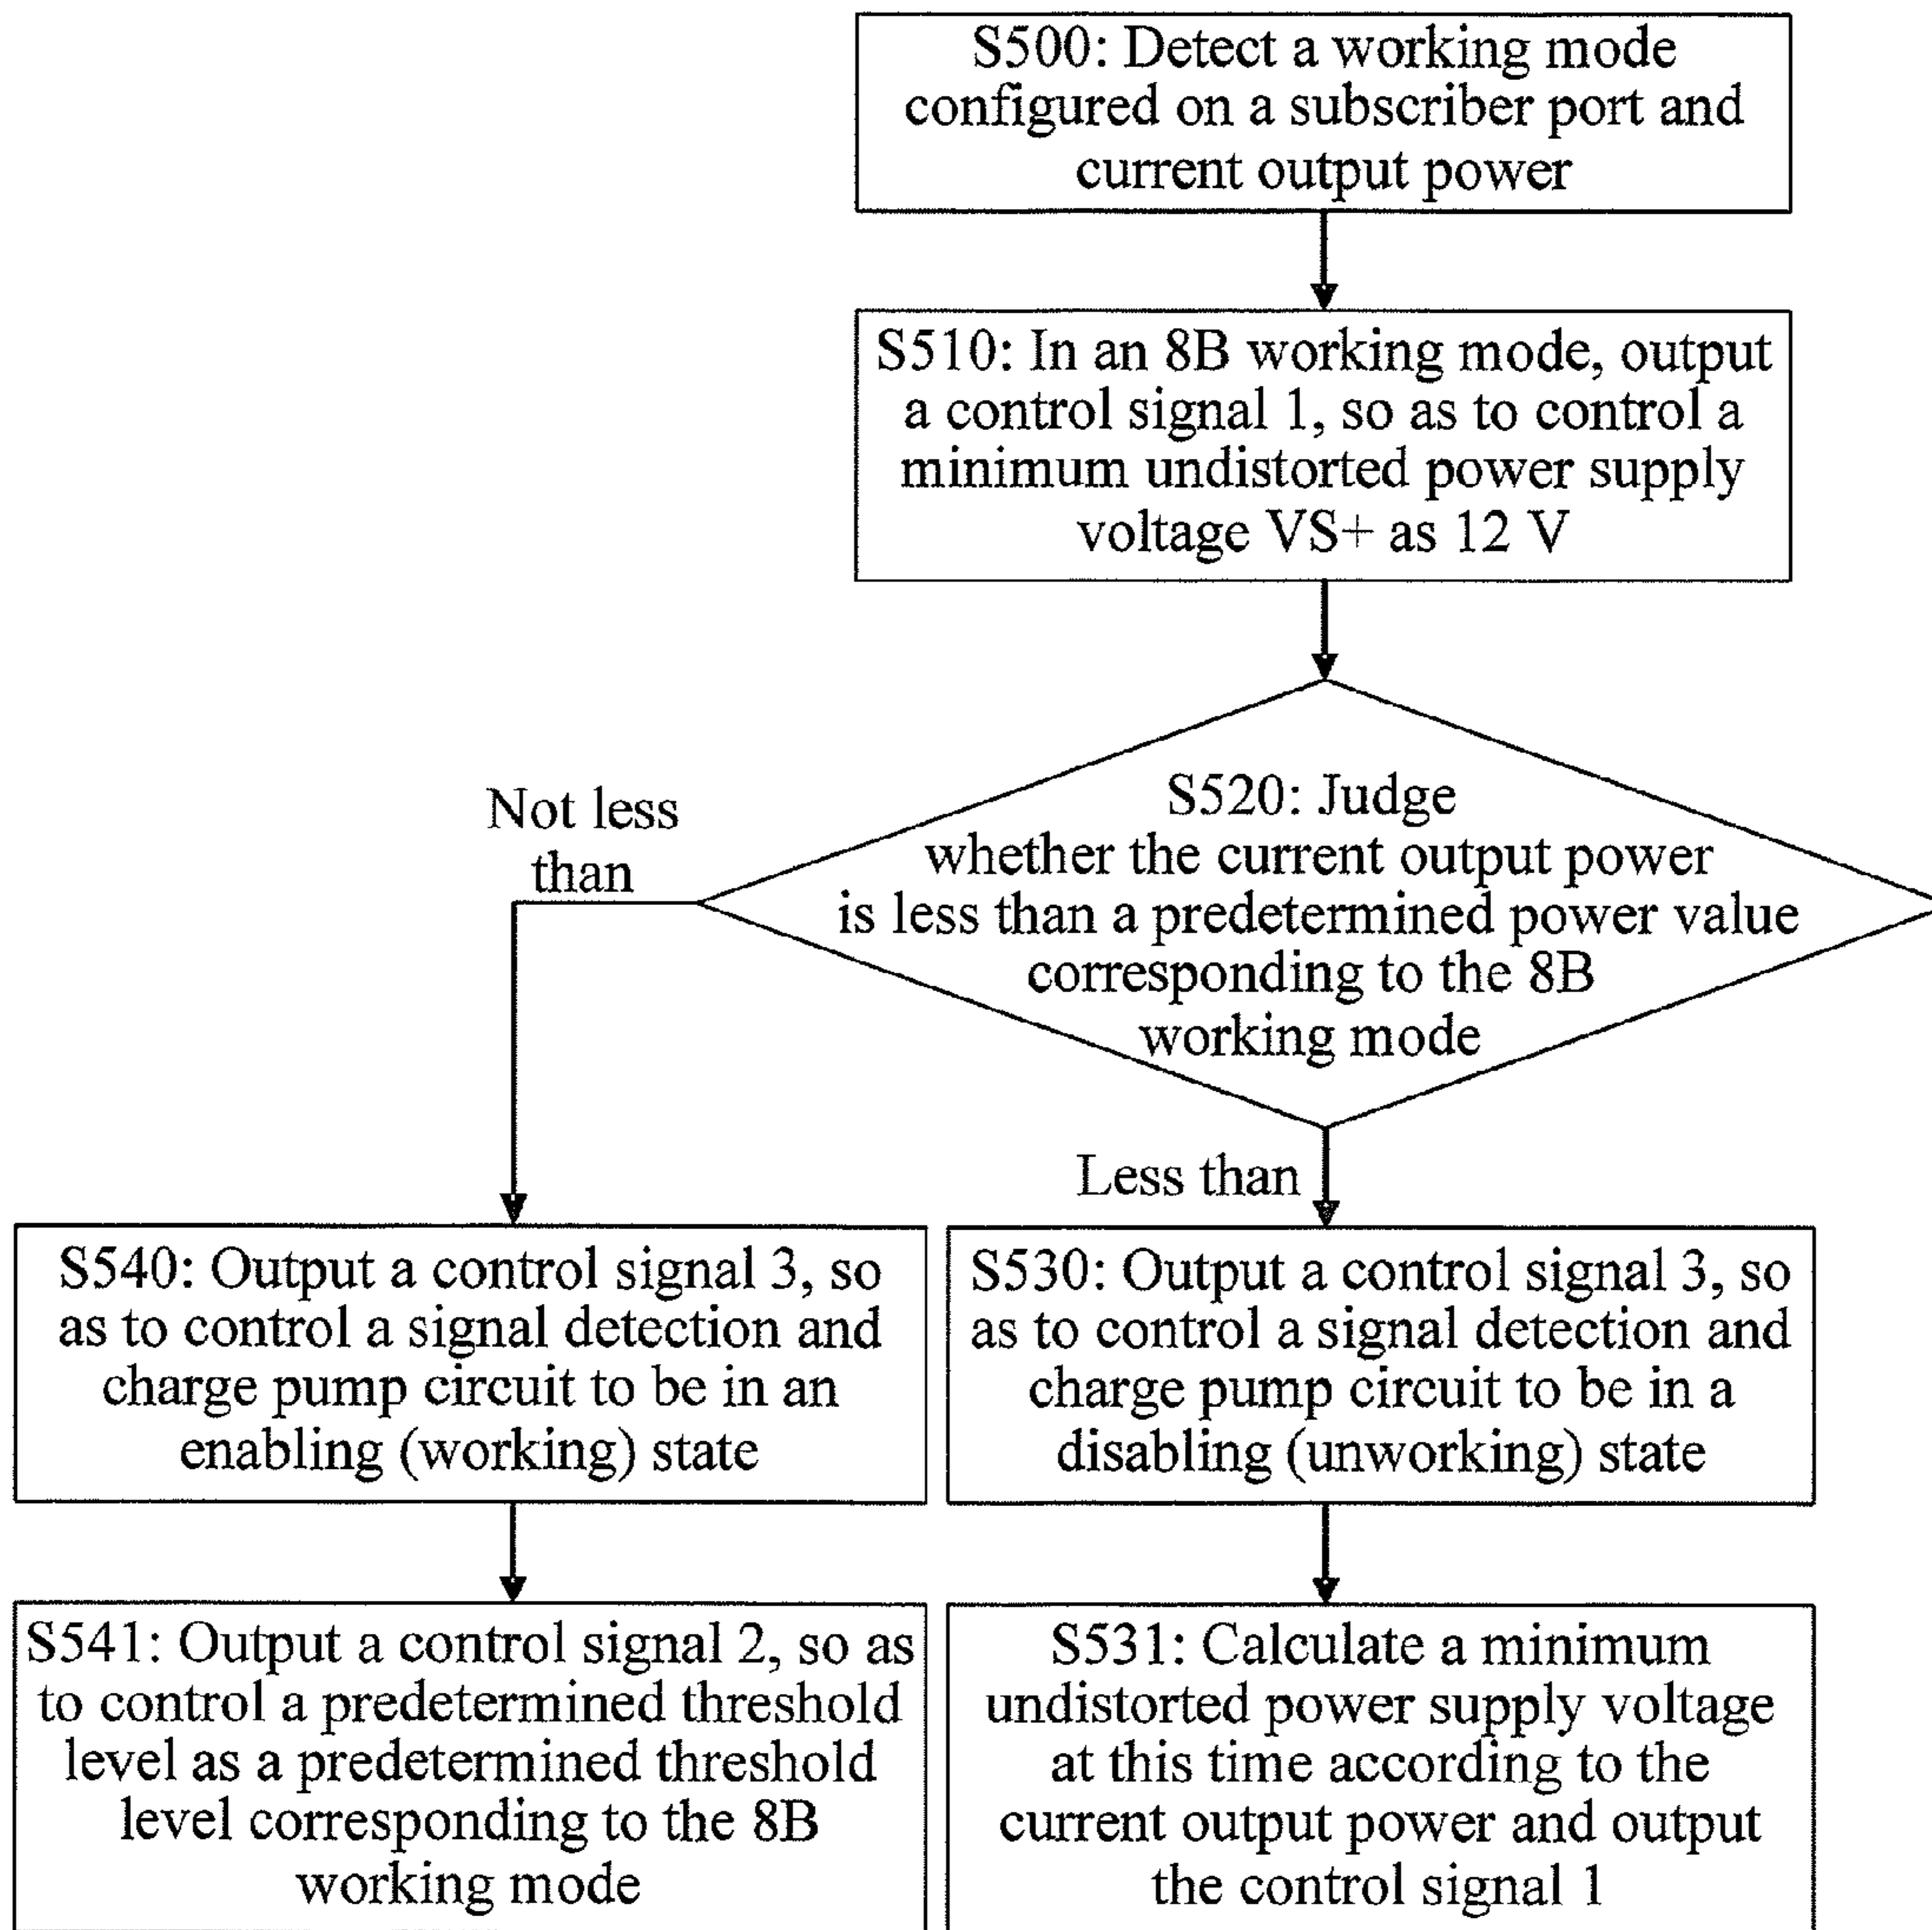 S500: Detect a working mode
configured on a subscriber port and
current output power
S510: In an 8B working mode, output
a control signal 1, so as to control a
minimum undistorted power supply
voltage VS+ as 12 V
S520: Judge
whether the current output power
is less than a predetermined power value
corresponding to the 8B
working mode
Not less
than
Less than
S540: Output a control signal 3, so
as to control a signal detection and
charge pump circuit to be in an
enabling (working) state
S530: Output a control signal 3, so
as to control a signal detection and
charge pump circuit to be in a
disabling (unworking) state
S541: Output a control signal 2, so as
to control a predetermined threshold
level as a predetermined threshold
level corresponding to the 8B
working mode
S531: Calculate a minimum
undistorted power supply voltage
at this time according to the
current output power and output
the control signal 1